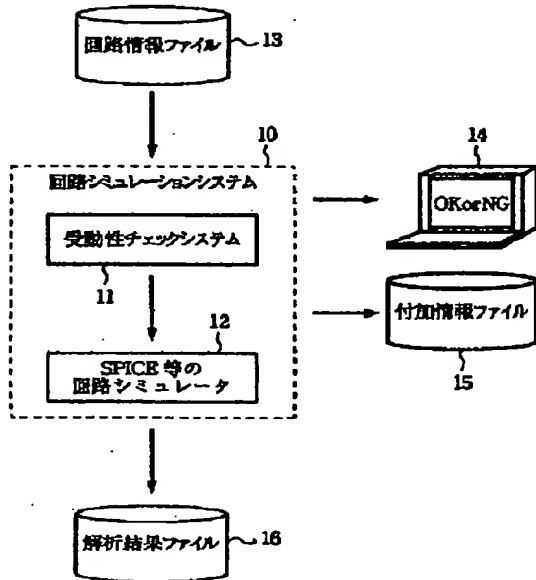 回路情報ファイル
13
10
14
回路シミュレーションシステム
OKorNG
受動性チェックシステム
11
付加情報ファイル
12
15
SPICE 等の
回路シミュレータ
解析結果ファイル
16